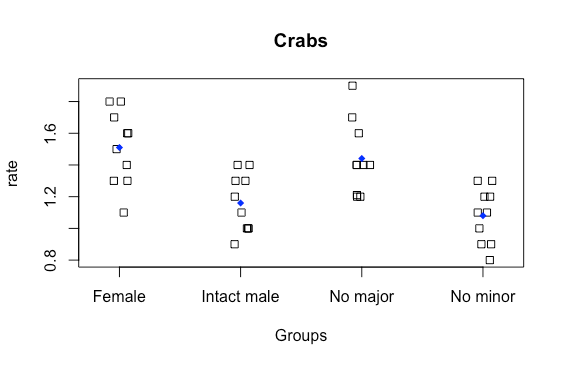 Crabs
rate
1.6
1.2
0.8
Female Intact male No major No minor
Groups